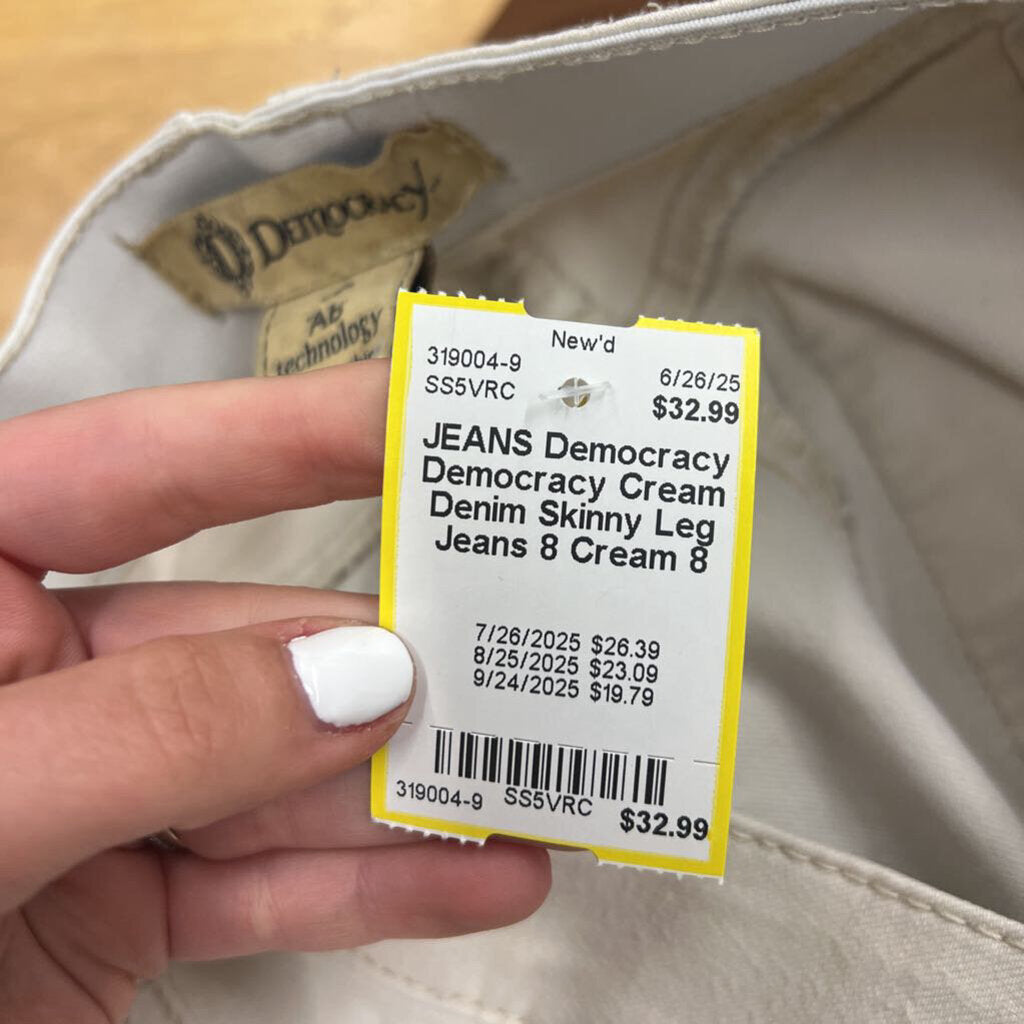 DEMOCRACY
Ab
technology
New'd
319004-9
6/26/25
SS5VRC
$32.99
JEANS Democracy
Democracy Cream
Denim Skinny Leg
Jeans 8 Cream 8
7/26/2025 $26.39
8/25/2025 $23.09
9/24/2025 $19.79
319004-9 SS5VRC $32.99